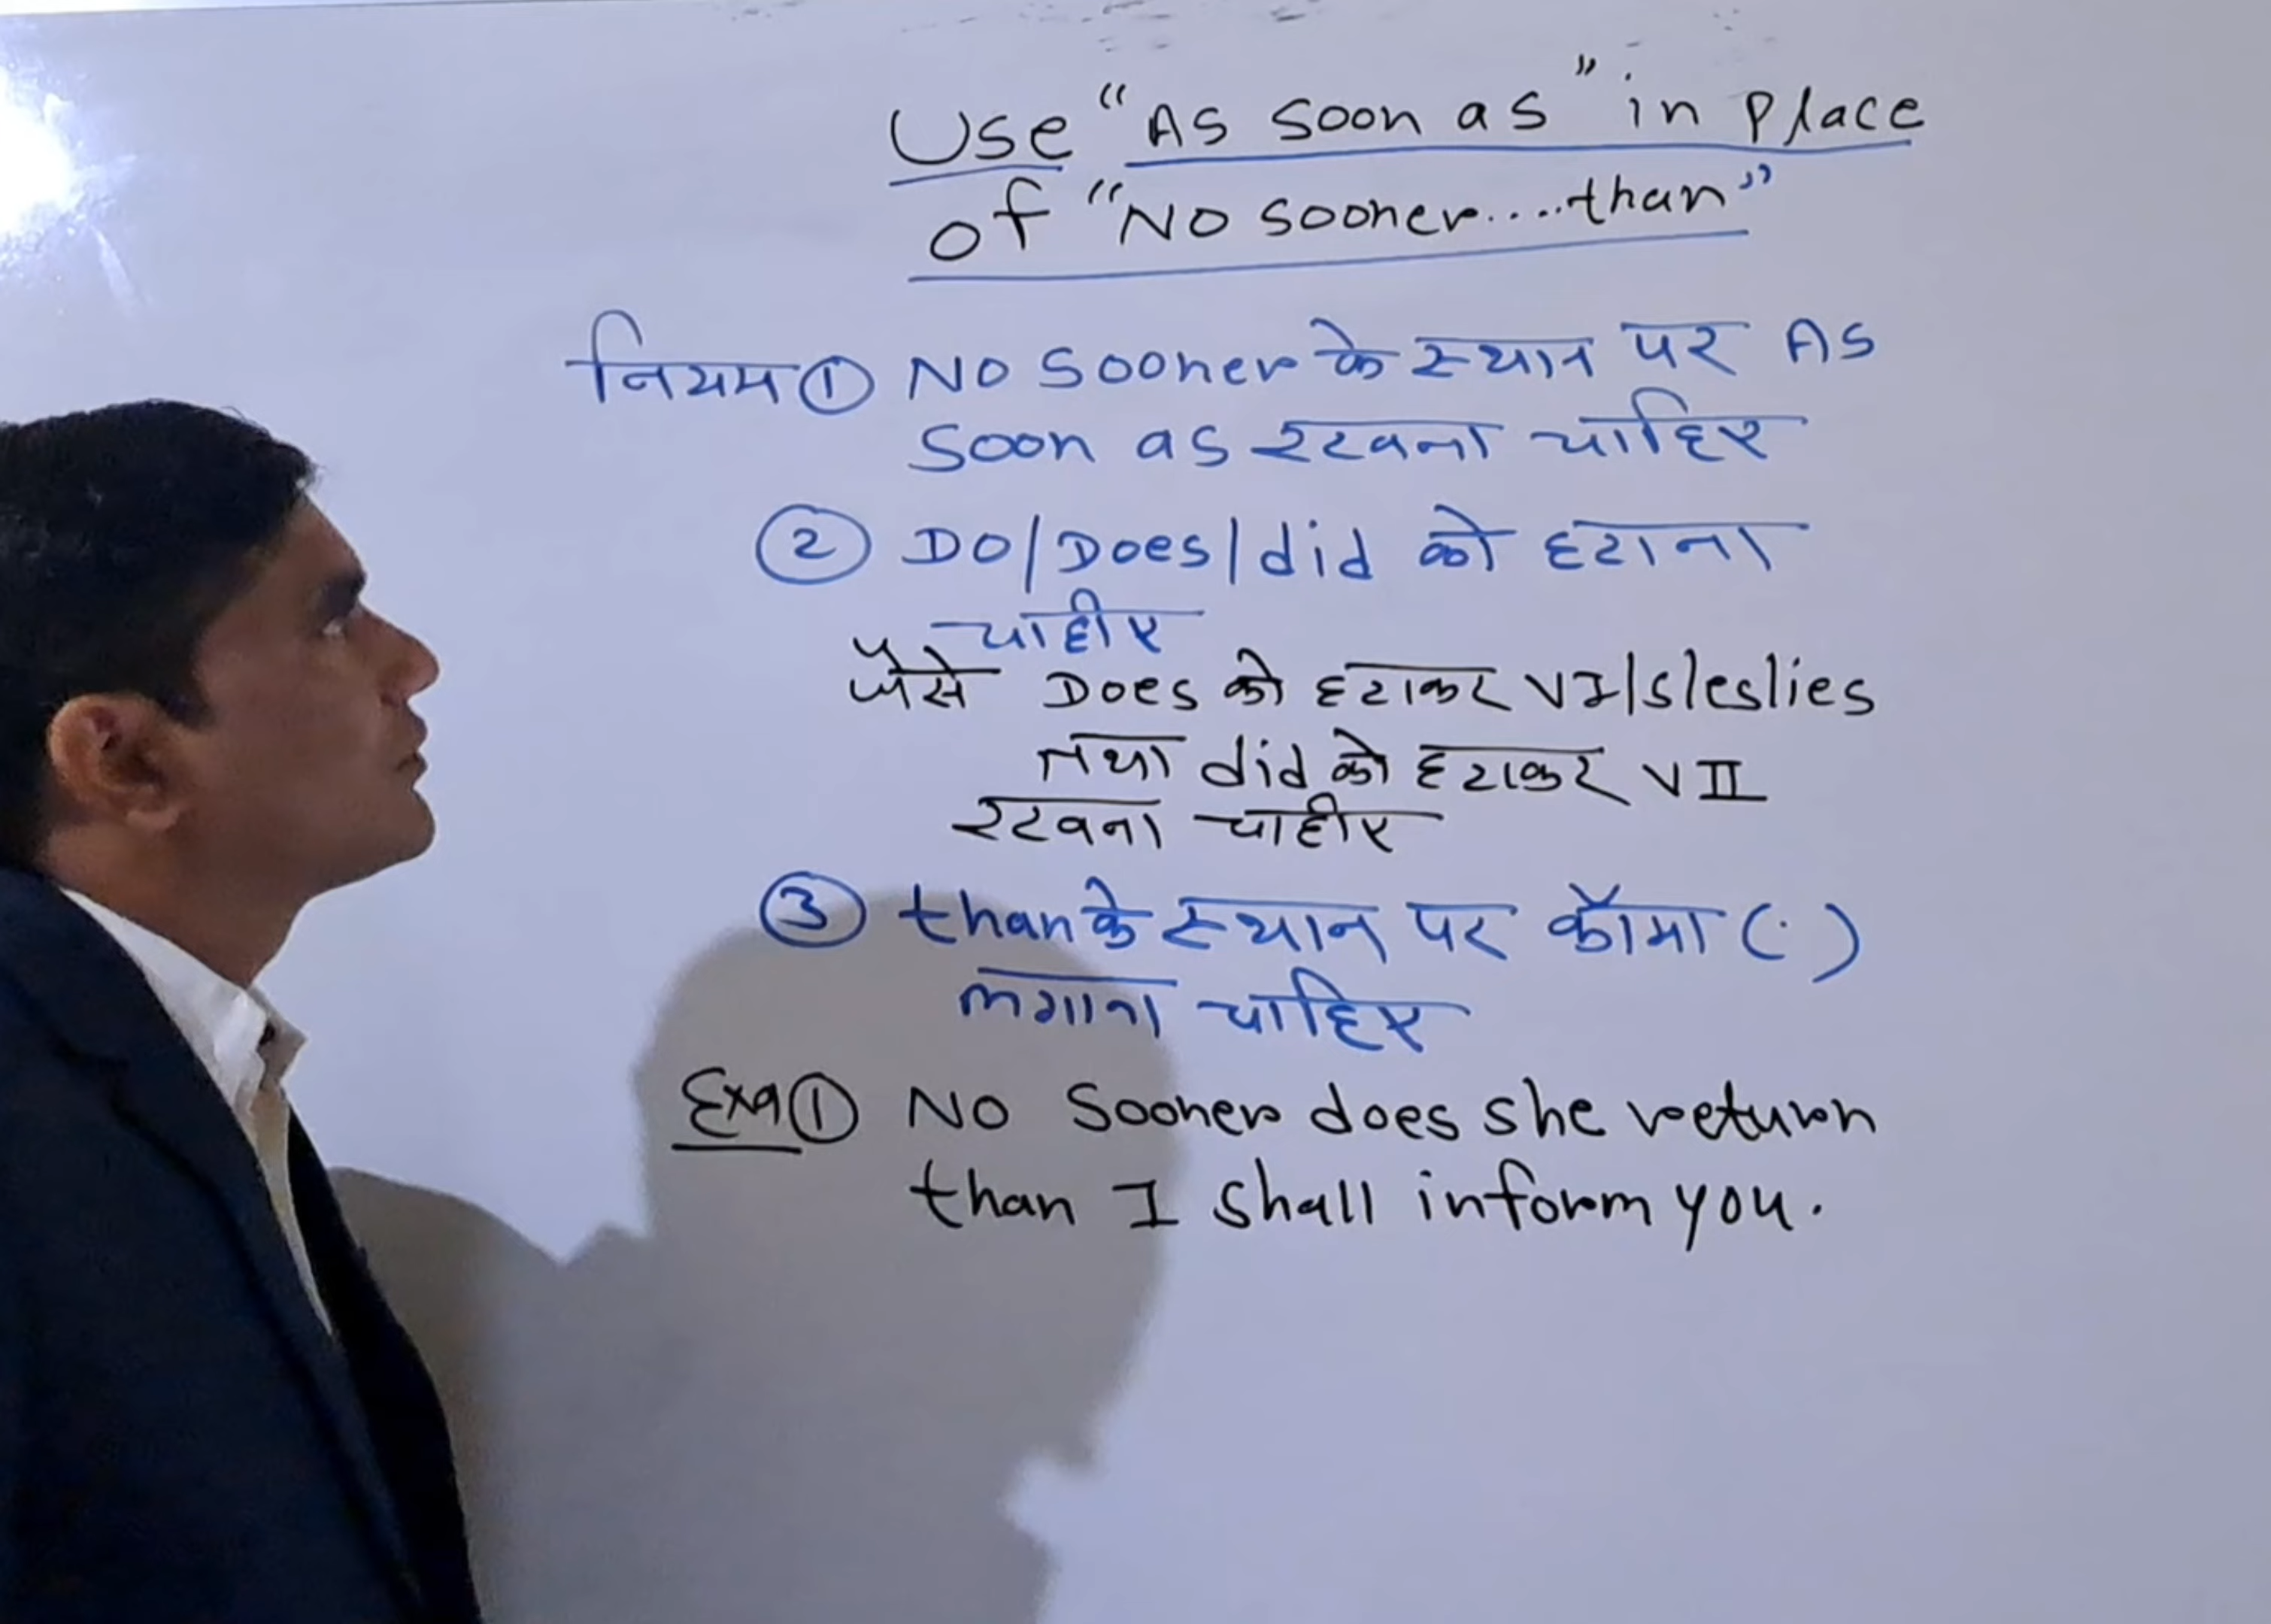 Use "As soon as" in place
of "No sooner....than"
नियम ① No Sooner के स्थान पर As
Soon as रखना चाहिए
② DO/Does/did को हटाना
चाहीए
जैसे Does को हटाकर VI/s/es/ies
तथा did को हटाकर VII
रखना चाहीए
③ than के स्थान पर कॉमा (.)
लगाना चाहिए
Exa ① No Sooner does she return
than I shall inform you.